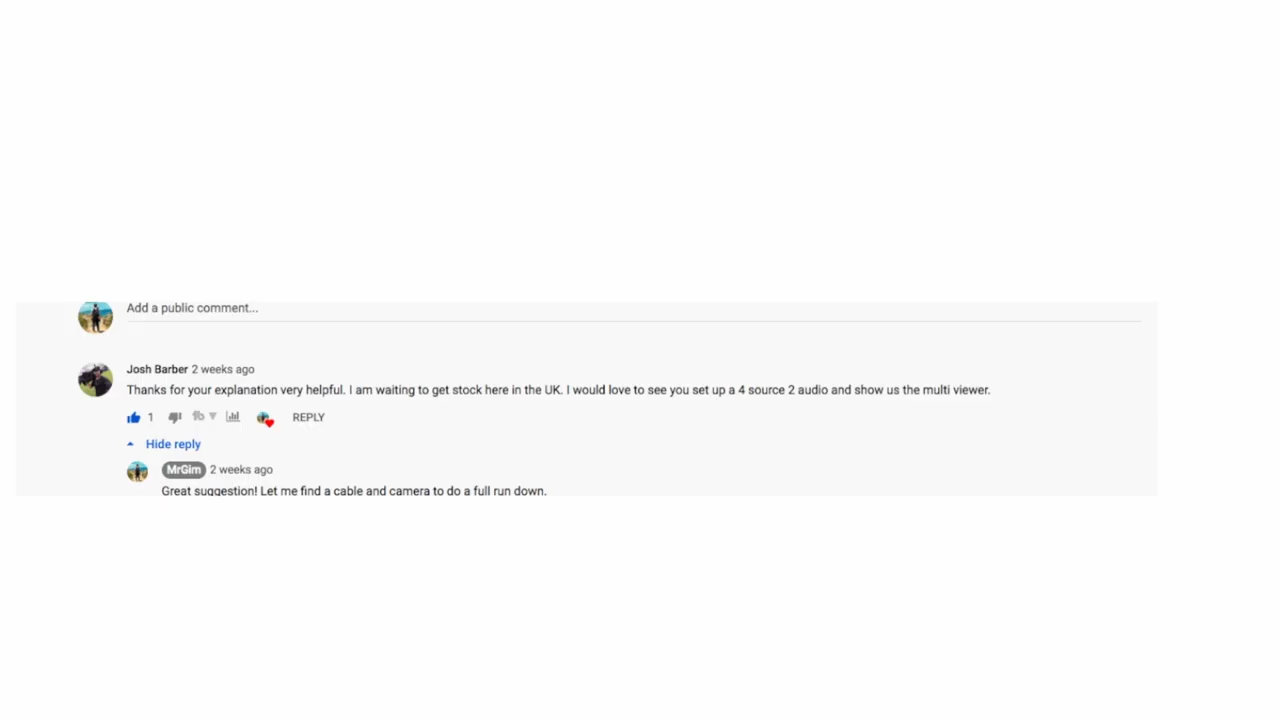 Add a public comment...
Josh Barber 2 weeks ago
Thanks for your explanation very helpful. I am waiting to get stock here in the UK. I would love to see you set up a 4 source 2 audio and show us the multi viewer.
1 REPLY
Hide reply
MrGim 2 weeks ago
Great suggestion! Let me find a cable and camera to do a full run down.